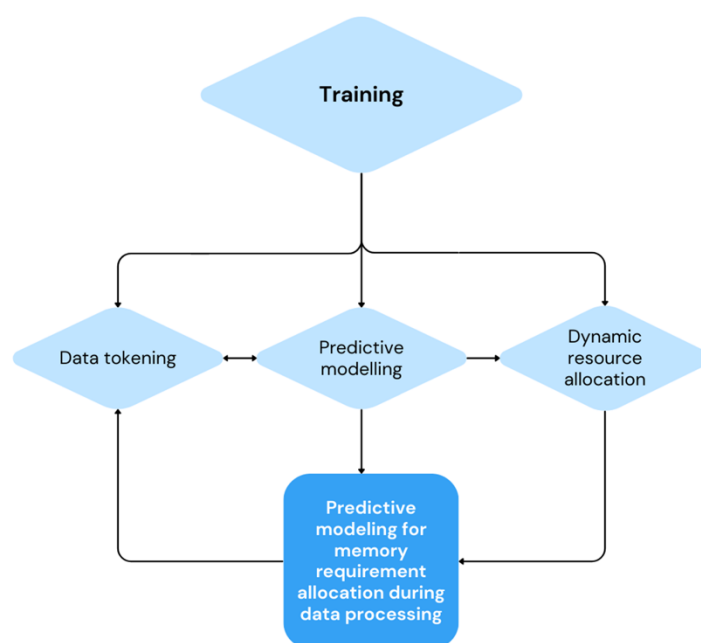 Training
Data tokening
Predictive
modelling
Dynamic
resource
allocation
Predictive
modeling for
memory
requirement
allocation during
data processing